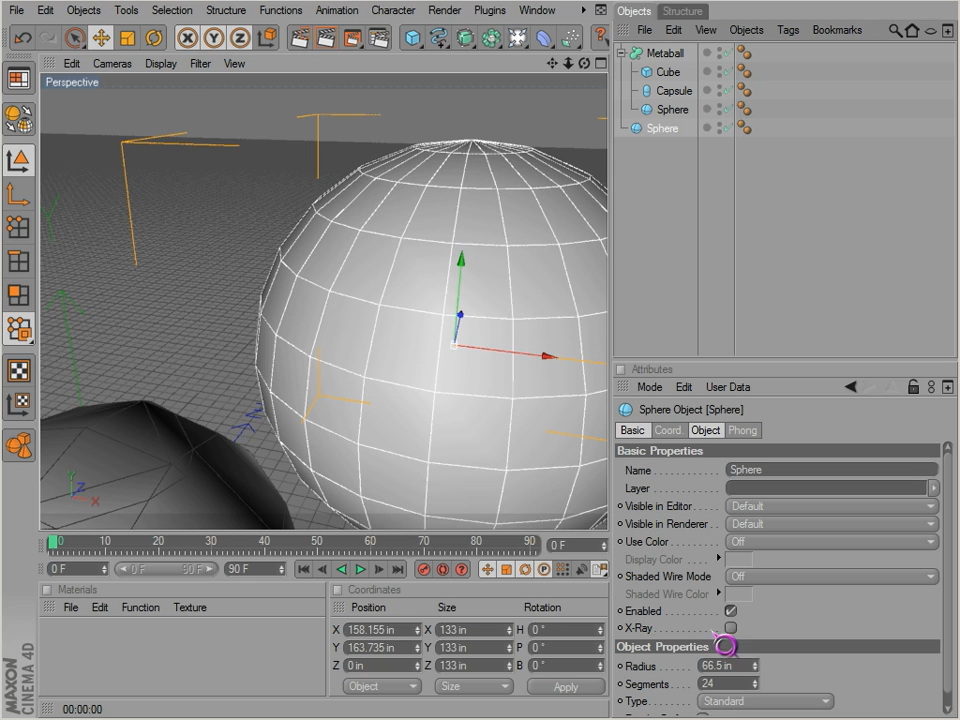 File Edit Objects Tools Selection Structure Functions Animation Character Render Plugins Window
Objects Structure
File Edit View Objects Tags Bookmarks
X Y Z
Edit Cameras Display Filter View
Perspective
Metaball
Cube
Capsule
Sphere
Sphere
Attributes
Mode Edit User Data
Sphere Object [Sphere]
Basic Coord. Object Phong
Basic Properties
Name Sphere
Layer
Visible in Editor Default
Visible in Renderer Default
Use Color Off
Display Color
Shaded Wire Mode Off
Shaded Wire Color
Enabled
X-Ray
Object Properties
Radius 66.5 in
Segments 24
Type Standard
Y
Z
X
Z
0 10 20 30 40 50 60 70 80 90 0 F
0 F 0 F 90 F 90 F
Materials
File Edit Function Texture
Coordinates
Position Size Rotation
X 158.155 in X 133 in H 0 °
Y 163.735 in Y 133 in P 0 °
Z 0 in Z 133 in B 0 °
Object Size Apply
MAXON
CINEMA 4D
00:00:00